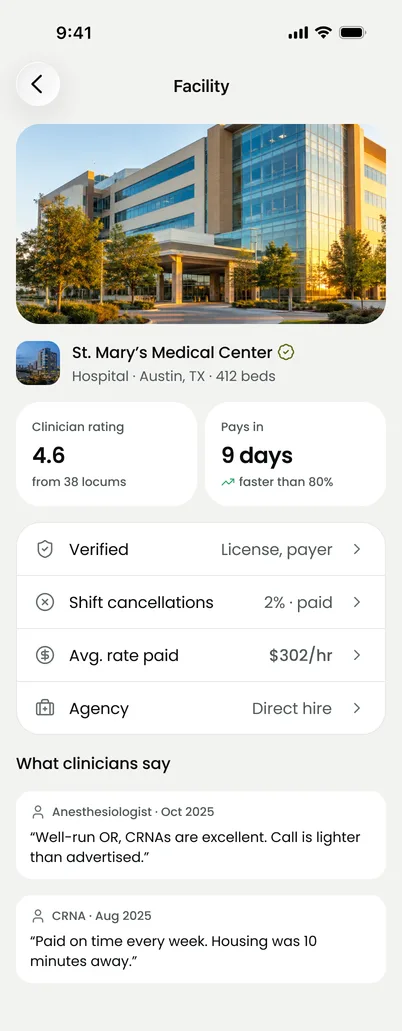 9:41
Facility
St. Mary’s Medical Center
Hospital · Austin, TX · 412 beds
Clinician rating
4.6
from 38 locums
Pays in
9 days
faster than 80%
Verified License, payer
Shift cancellations 2% · paid
Avg. rate paid $302/hr
Agency Direct hire
What clinicians say
Anesthesiologist · Oct 2025
“Well-run OR, CRNAs are excellent. Call is lighter
than advertised.”
CRNA · Aug 2025
“Paid on time every week. Housing was 10
minutes away.”